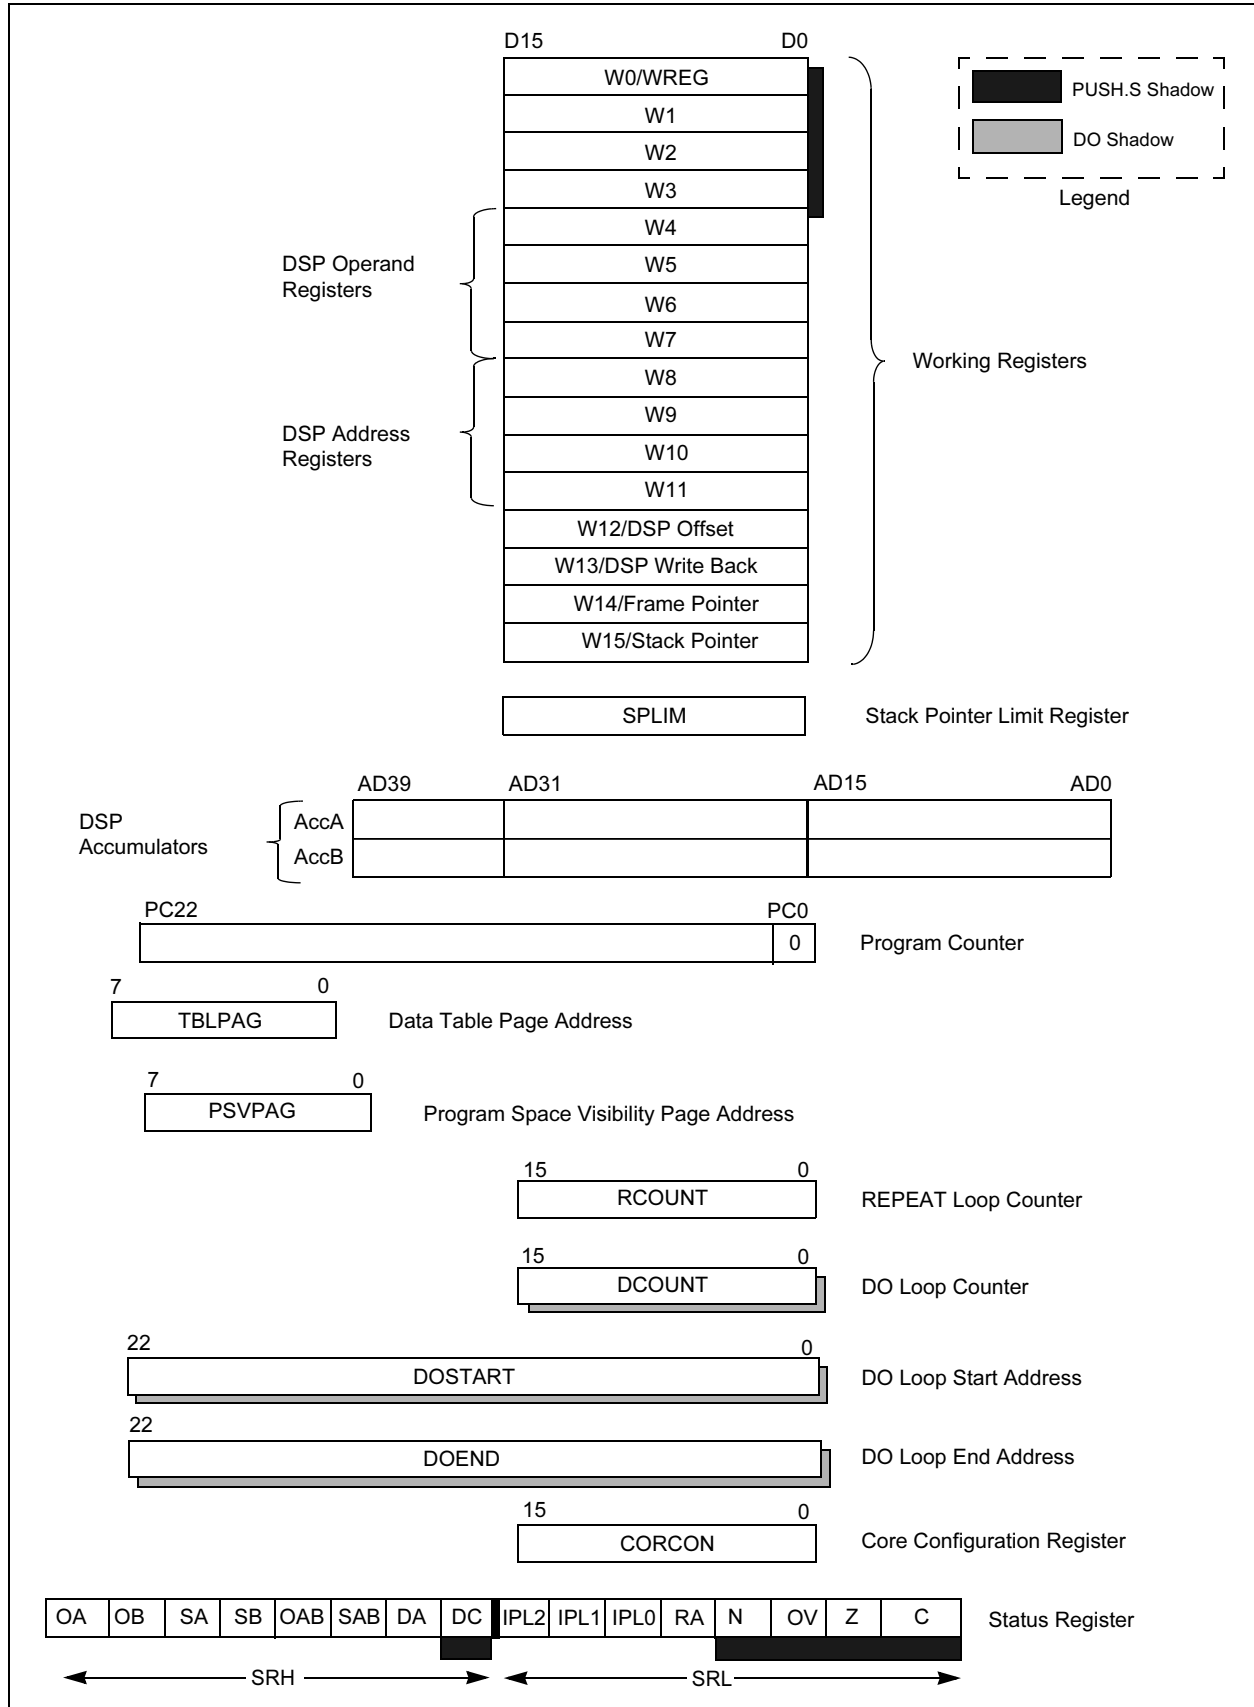 D15 D0
W0/WREG
W1
W2
W3
W4
W5
W6
W7
W8
W9
W10
W11
W12/DSP Offset
W13/DSP Write Back
W14/Frame Pointer
W15/Stack Pointer
PUSH.S Shadow
DO Shadow
Legend
DSP Operand
Registers
DSP Address
Registers
Working Registers
SPLIM Stack Pointer Limit Register
AD39 AD31 AD15 AD0
DSP
Accumulators
AccA
AccB
PC22 PC0
0 Program Counter
7 0
TBLPAG Data Table Page Address
7 0
PSVPAG Program Space Visibility Page Address
15 0
RCOUNT REPEAT Loop Counter
15 0
DCOUNT DO Loop Counter
22 0
DOSTART DO Loop Start Address
22
DOEND DO Loop End Address
15 0
CORCON Core Configuration Register
OA OB SA SB OAB SAB DA DC IPL2 IPL1 IPL0 RA N OV Z C Status Register
SRH SRL